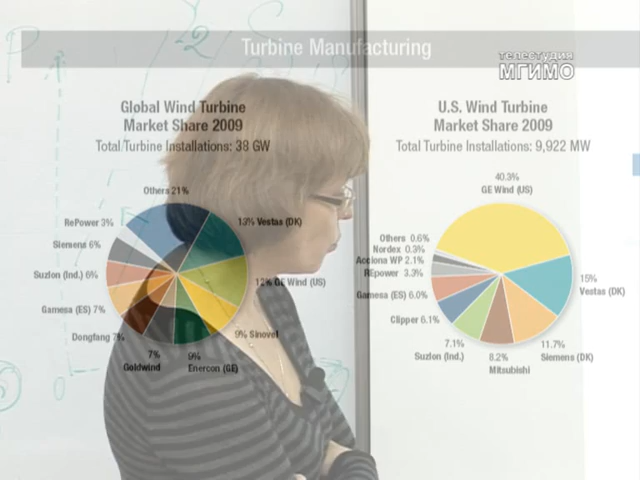 Turbine Manufacturing
телестудия
МГИМО
Global Wind Turbine
Market Share 2009
Total Turbine Installations: 38 GW
Others 21%
13% Vestas (DK)
12% GE Wind (US)
9% Sinovel
9%
Enercon (GE)
7%
Goldwind
Dongfang 7%
Gamesa (ES) 7%
Suzlon (Ind.) 6%
Siemens 6%
RePower 3%
U.S. Wind Turbine
Market Share 2009
Total Turbine Installations: 9,922 MW
40.3%
GE Wind (US)
15%
Vestas (DK)
11.7%
Siemens (DK)
8.2%
Mitsubishi
7.1%
Suzlon (Ind.)
Clipper 6.1%
Gamesa (ES) 6.0%
REpower 3.3%
Acciona WP 2.1%
Nordex 0.3%
Others 0.6%